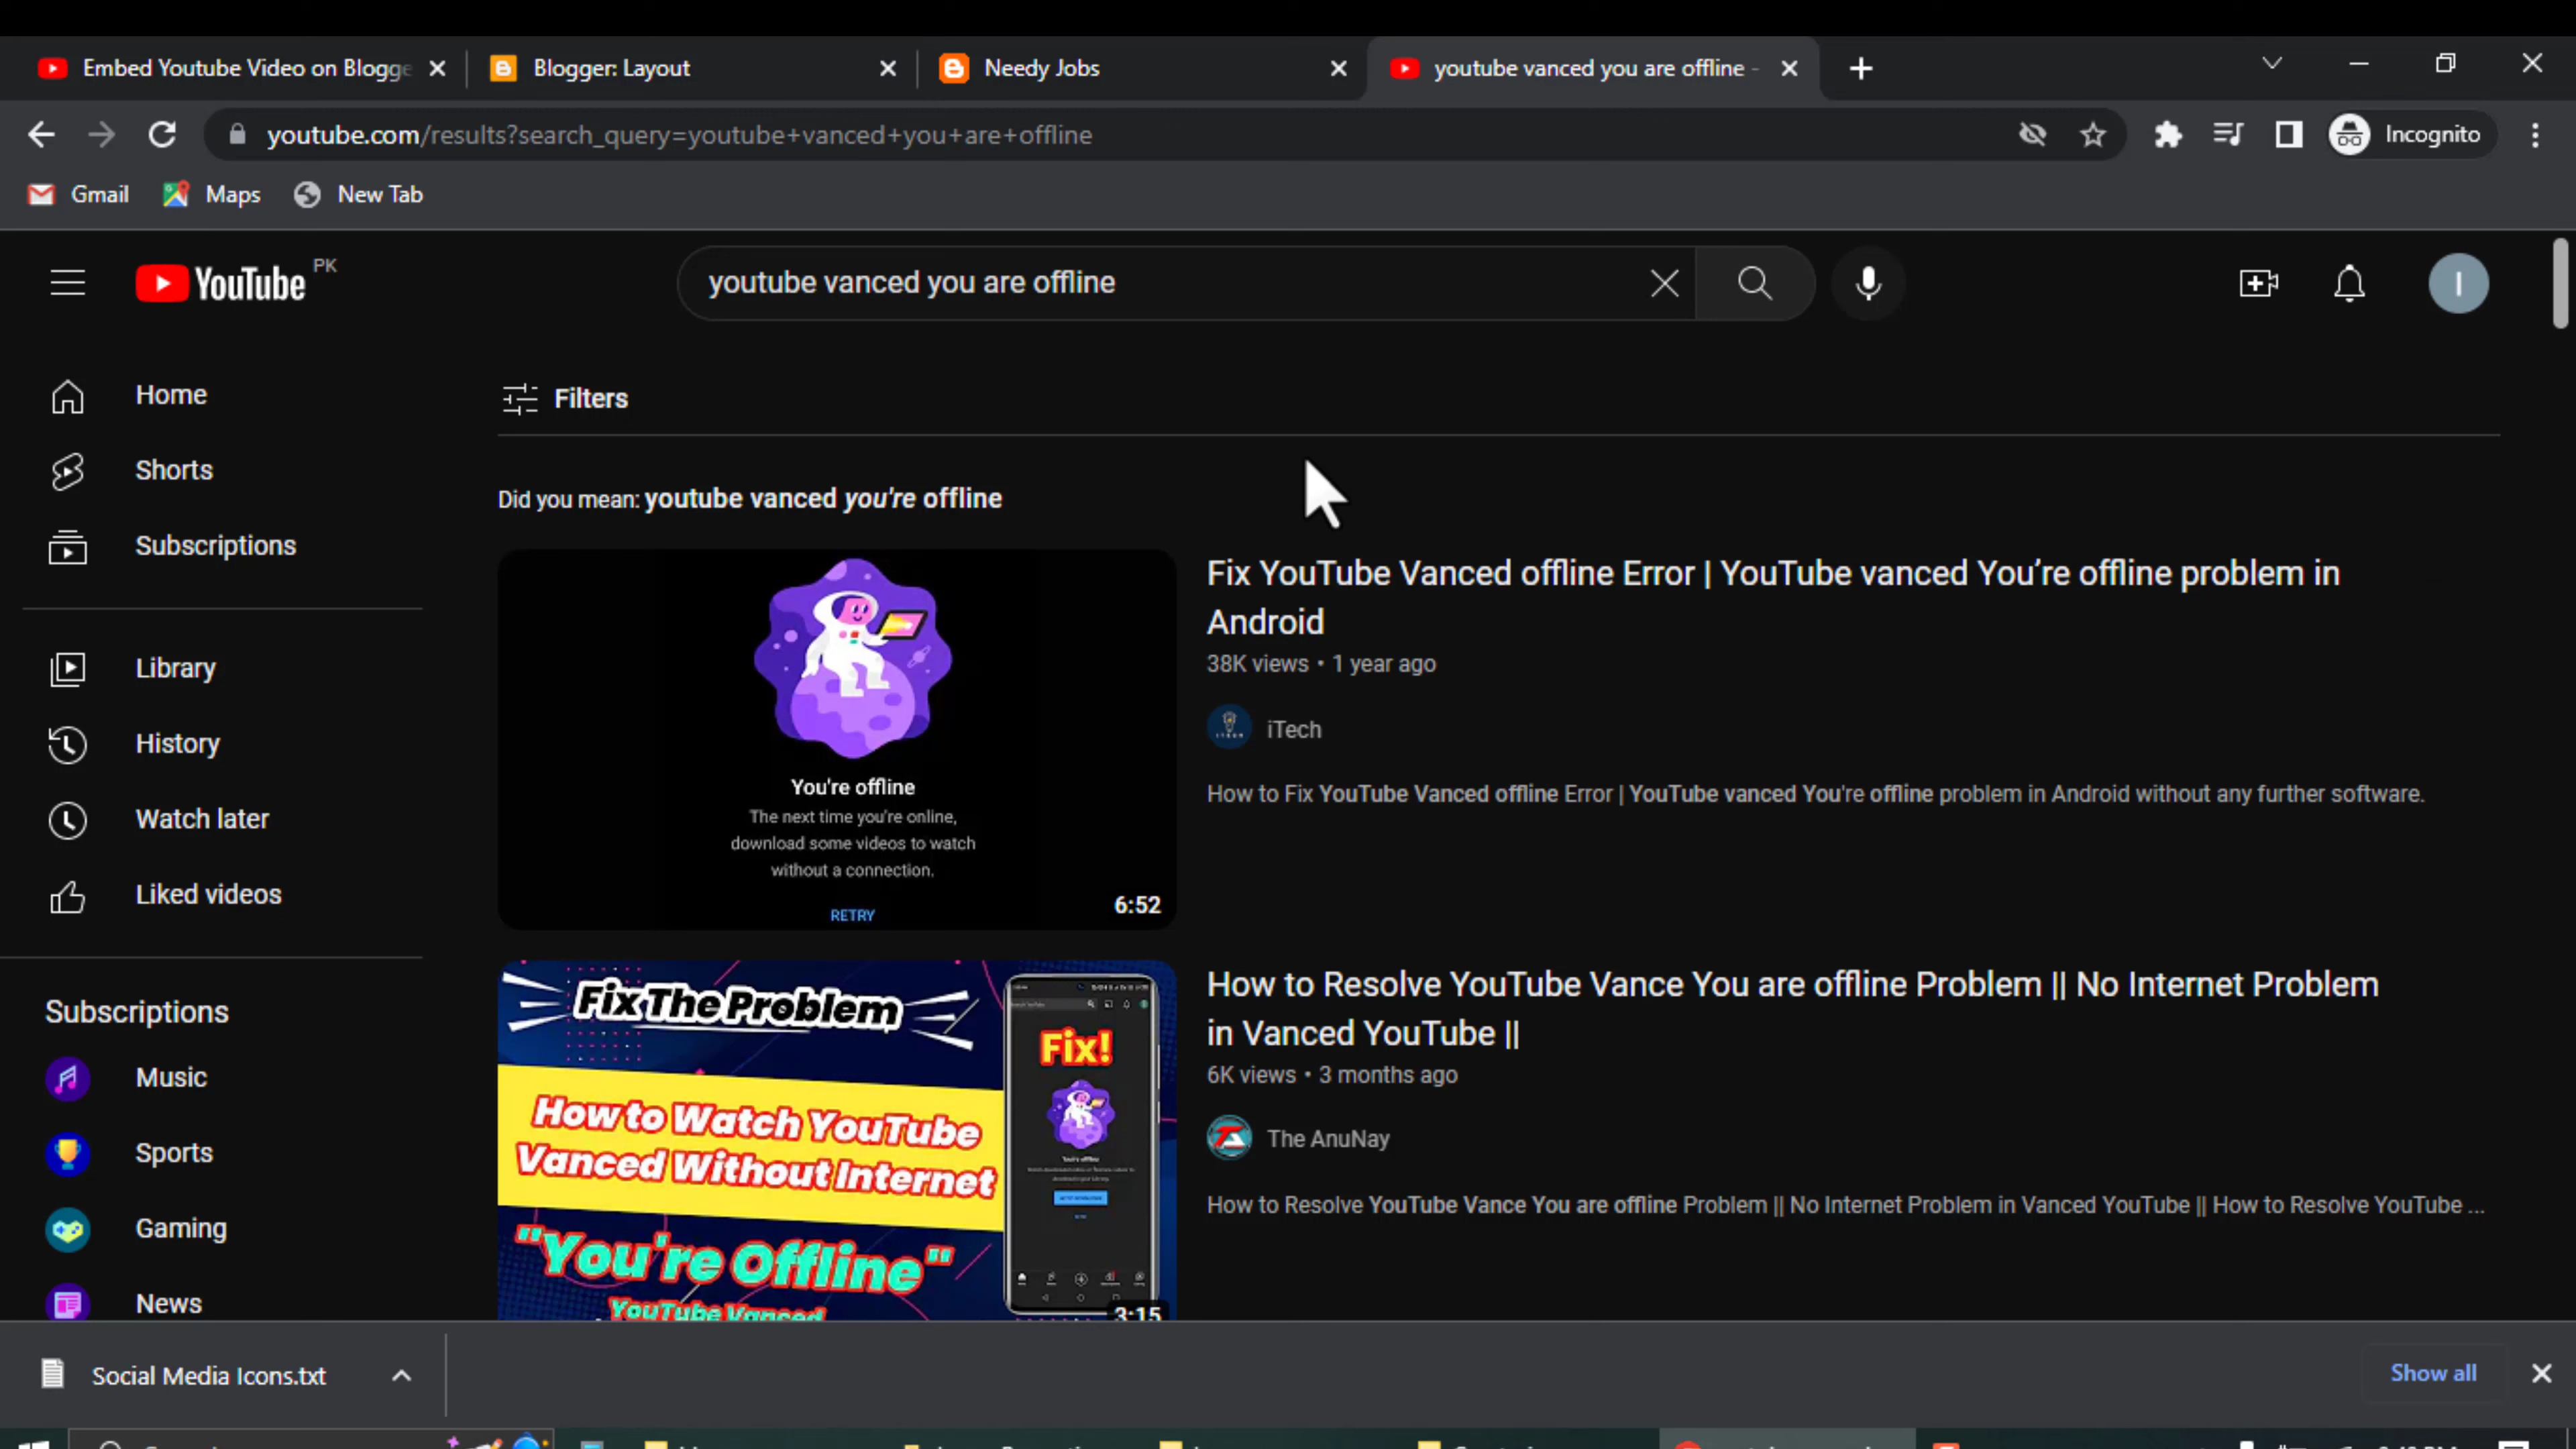 Embed Youtube Video on Blogge
Blogger: Layout
Needy Jobs
youtube vanced you are offline -
youtube.com/results?search_query=youtube+vanced+you+are+offline
Incognito
Gmail
Maps
New Tab
YouTube PK
youtube vanced you are offline
I
Home
Shorts
Subscriptions
Library
History
Watch later
Liked videos
Subscriptions
Music
Sports
Gaming
News
Filters
Did you mean: youtube vanced you're offline
You're offline
The next time you're online,
download some videos to watch
without a connection.
RETRY
6:52
Fix YouTube Vanced offline Error | YouTube vanced You’re offline problem in
Android
38K views • 1 year ago
iTech
How to Fix YouTube Vanced offline Error | YouTube vanced You're offline problem in Android without any further software.
Fix The Problem
How to Watch YouTube
Vanced Without Internet
"You're Offline"
YouTube Vanced
Fix!
3:15
How to Resolve YouTube Vance You are offline Problem || No Internet Problem
in Vanced YouTube ||
6K views • 3 months ago
The AnuNay
How to Resolve YouTube Vance You are offline Problem || No Internet Problem in Vanced YouTube || How to Resolve YouTube ...
Social Media Icons.txt
Show all